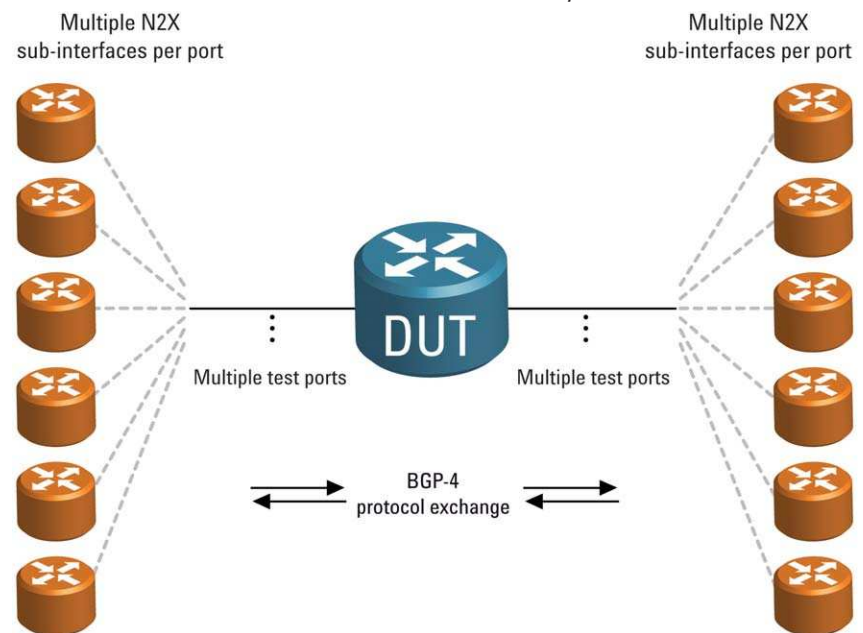 Multiple N2X
sub-interfaces per port
Multiple N2X
sub-interfaces per port
DUT
Multiple test ports
Multiple test ports
BGP-4
protocol exchange